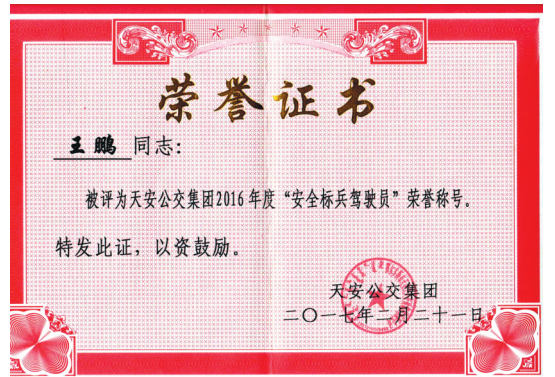 荣誉证书
王鹏 同志：
被评为天安公交集团2016年度“安全标兵驾驶员”荣誉称号。
特发此证，以资鼓励。
天安公交集团
二〇一七年二月二十一日